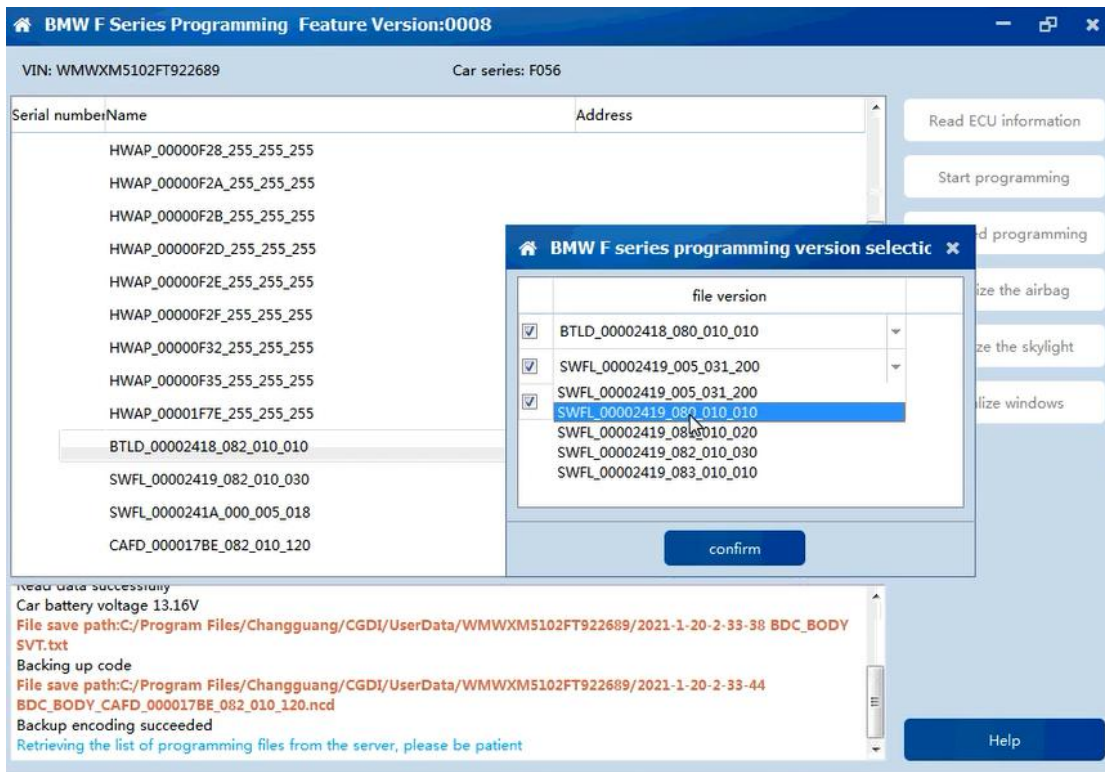 BMW F Series Programming Feature Version:0008
VIN: WMWXM5102FT922689 Car series: F056
Serial number Name Address
HWAP_00000F28_255_255_255
HWAP_00000F2A_255_255_255
HWAP_00000F2B_255_255_255
HWAP_00000F2D_255_255_255
HWAP_00000F2E_255_255_255
HWAP_00000F2F_255_255_255
HWAP_00000F32_255_255_255
HWAP_00000F35_255_255_255
HWAP_00001F7E_255_255_255
BTLD_00002418_082_010_010
SWFL_00002419_082_010_030
SWFL_0000241A_000_005_018
CAFD_000017BE_082_010_120
Read ECU information
Start programming
programming
the airbag
the skylight
windows
BMW F series programming version selectic
file version
BTLD_00002418_080_010_010
SWFL_00002419_005_031_200
SWFL_00002419_005_031_200
SWFL_00002419_080_010_010
SWFL_00002419_081_010_020
SWFL_00002419_082_010_030
SWFL_00002419_083_010_010
confirm
Read data successfully
Car battery voltage 13.16V
File save path:C:/Program Files/Changguang/CGDI/UserData/WMWXM5102FT922689/2021-1-20-2-33-38 BDC_BODY
SVT.txt
Backing up code
File save path:C:/Program Files/Changguang/CGDI/UserData/WMWXM5102FT922689/2021-1-20-2-33-44
BDC_BODY_CAFD_000017BE_082_010_120.ncd
Backup encoding succeeded
Retrieving the list of programming files from the server, please be patient
Help